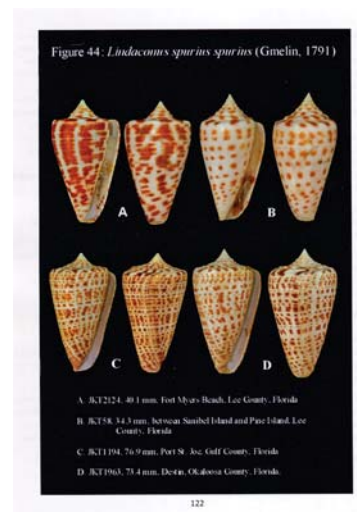 Figure 44: Lindaconus spurius spurius (Gmelin, 1791)
A B
C D
A JKT2124, 40.1 mm, Fort Myers Beach, Lee County, Florida
B. JKT58, 34.3 mm, between Sanibel Island and Pine Island, Lee
County, Florida
C JKT1194, 76.9 mm, Port St. Joe, Gulf County, Florida
D JKT1963, 73.4 mm, Destin, Okaloosa County, Florida.
122